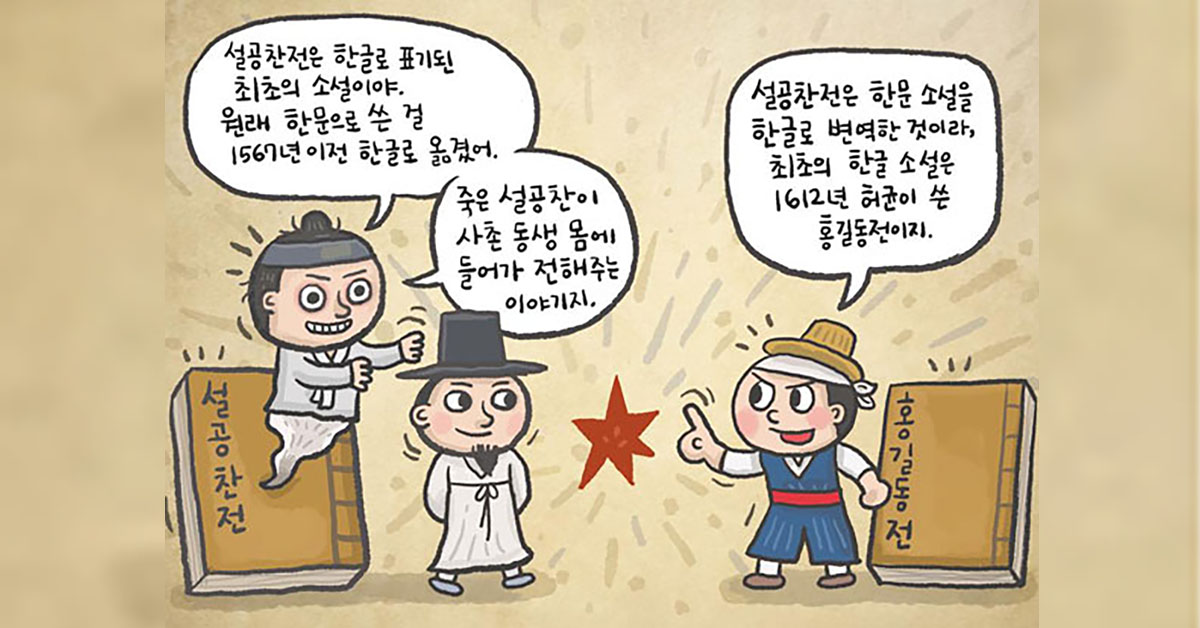 설공찬전은 한글로 표기된
최초의 소설이야.
원래 한문으로 쓴 걸
1567년 이전 한글로 옮겼어.
죽은 설공찬이
사촌 동생 몸에
들어가 전해주는
이야기지.
설공찬전은 한문 소설을
한글로 변역한 것이라,
최초의 한글 소설은
1612년 허균이 쓴
홍길동전이지.
설공찬전
홍길동전